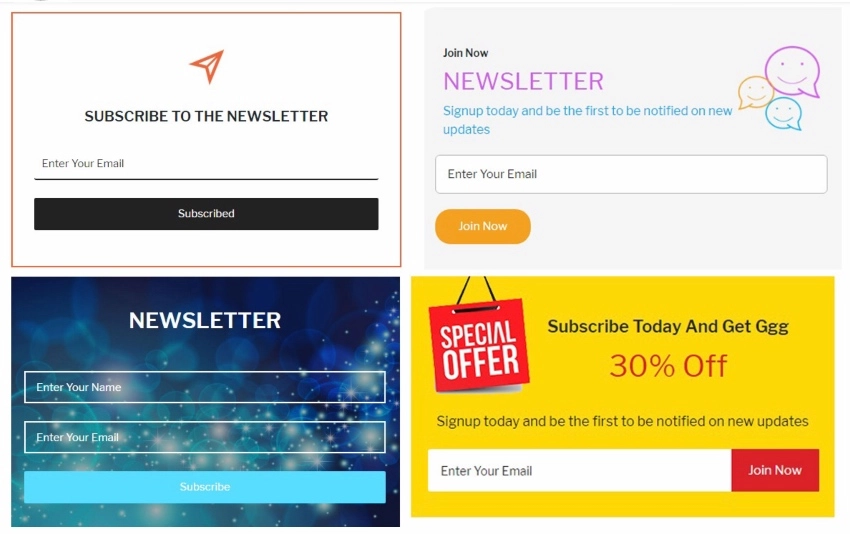 SUBSCRIBE TO THE NEWSLETTER
Enter Your Email
Subscribed
Join Now
NEWSLETTER
Signup today and be the first to be notified on new
updates
Enter Your Email
Join Now
NEWSLETTER
Enter Your Name
Enter Your Email
Subscribe
SPECIAL
OFFER
Subscribe Today And Get Ggg
30% Off
Signup today and be the first to be notified on new updates
Enter Your Email
Join Now